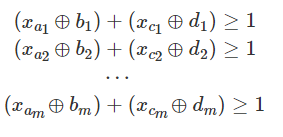 (x_{a_1} ⊕ b_1) + (x_{c_1} ⊕ d_1) ≥ 1
(x_{a_2} ⊕ b_2) + (x_{c_2} ⊕ d_2) ≥ 1
⋯
(x_{a_m} ⊕ b_m) + (x_{c_m} ⊕ d_m) ≥ 1